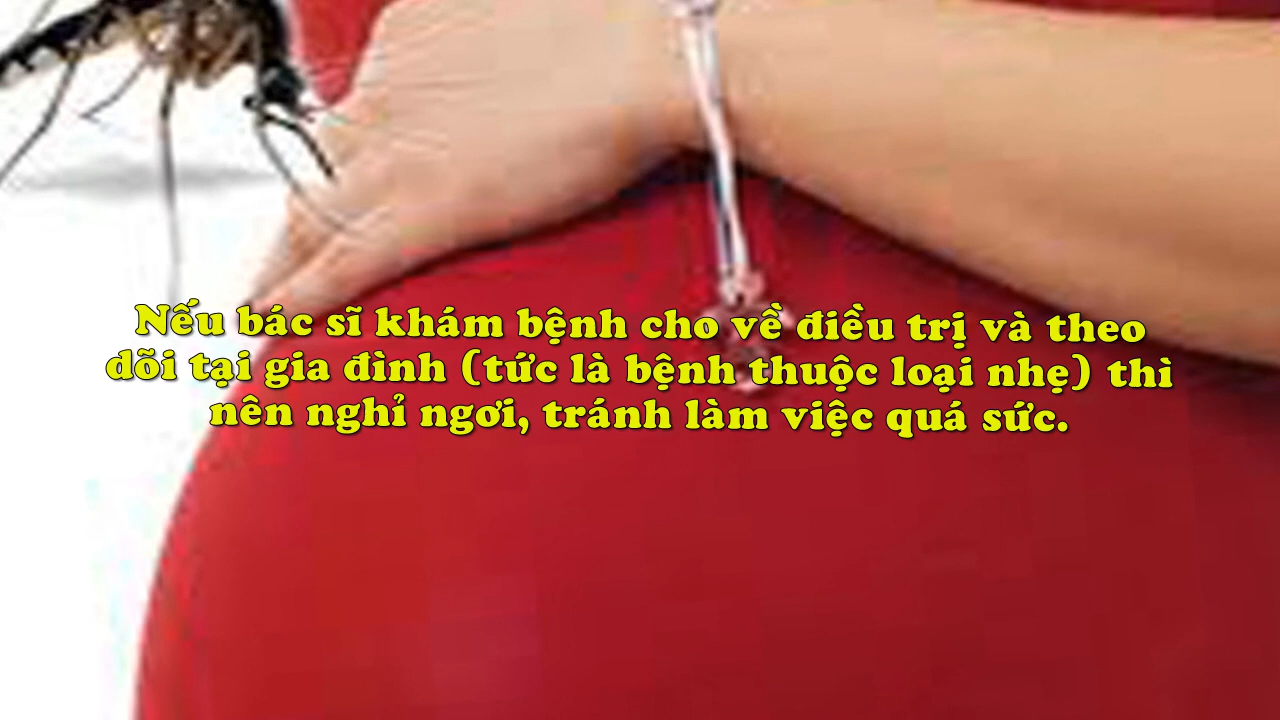 Nếu bác sĩ khám bệnh cho về điều trị và theo
dõi tại gia đình (tức là bệnh thuộc loại nhẹ) thì
nên nghỉ ngơi, tránh làm việc quá sức.